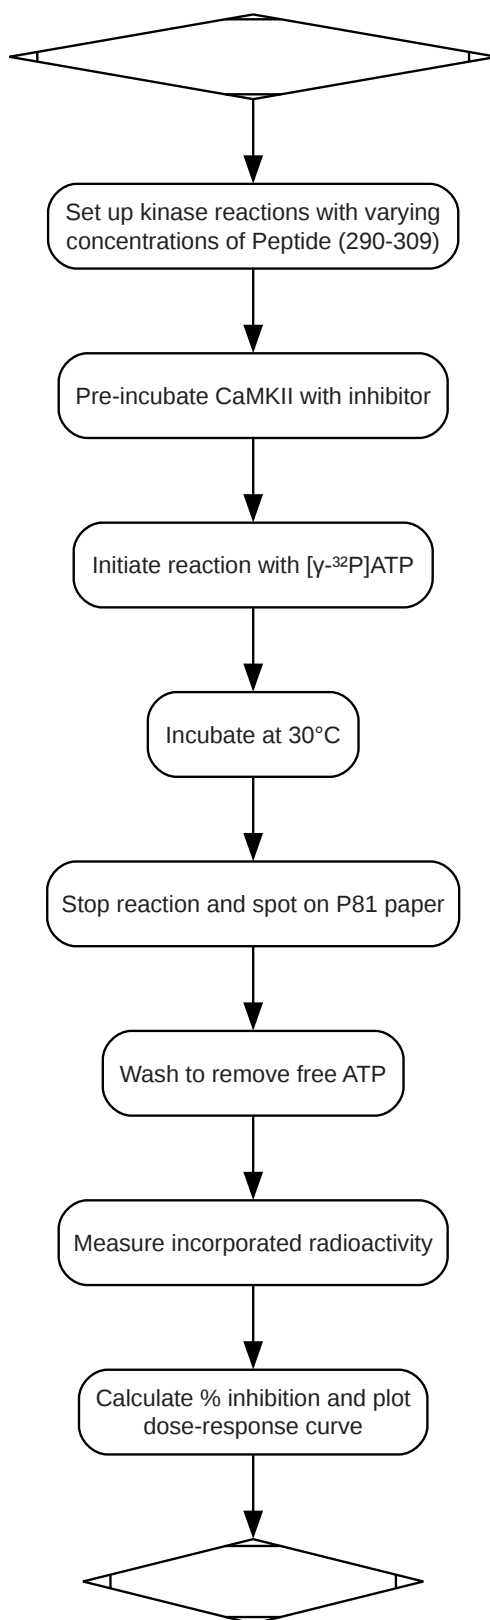 Set up kinase reactions with varying
concentrations of Peptide (290-309)
Pre-incubate CaMKII with inhibitor
Initiate reaction with [γ-³²P]ATP
Incubate at 30°C
Stop reaction and spot on P81 paper
Wash to remove free ATP
Measure incorporated radioactivity
Calculate % inhibition and plot
dose-response curve